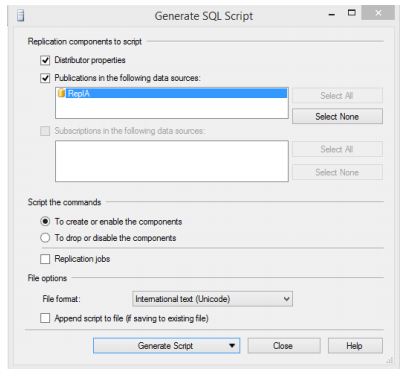 Generate SQL Script
Replication components to script
Distributor properties
Publications in the following data sources:
ReplA
Select All
Select None
Subscriptions in the following data sources:
Select All
Select None
Script the commands
To create or enable the components
To drop or disable the components
Replication jobs
File options
File format: International text (Unicode)
Append script to file (if saving to existing file)
Generate Script Close Help